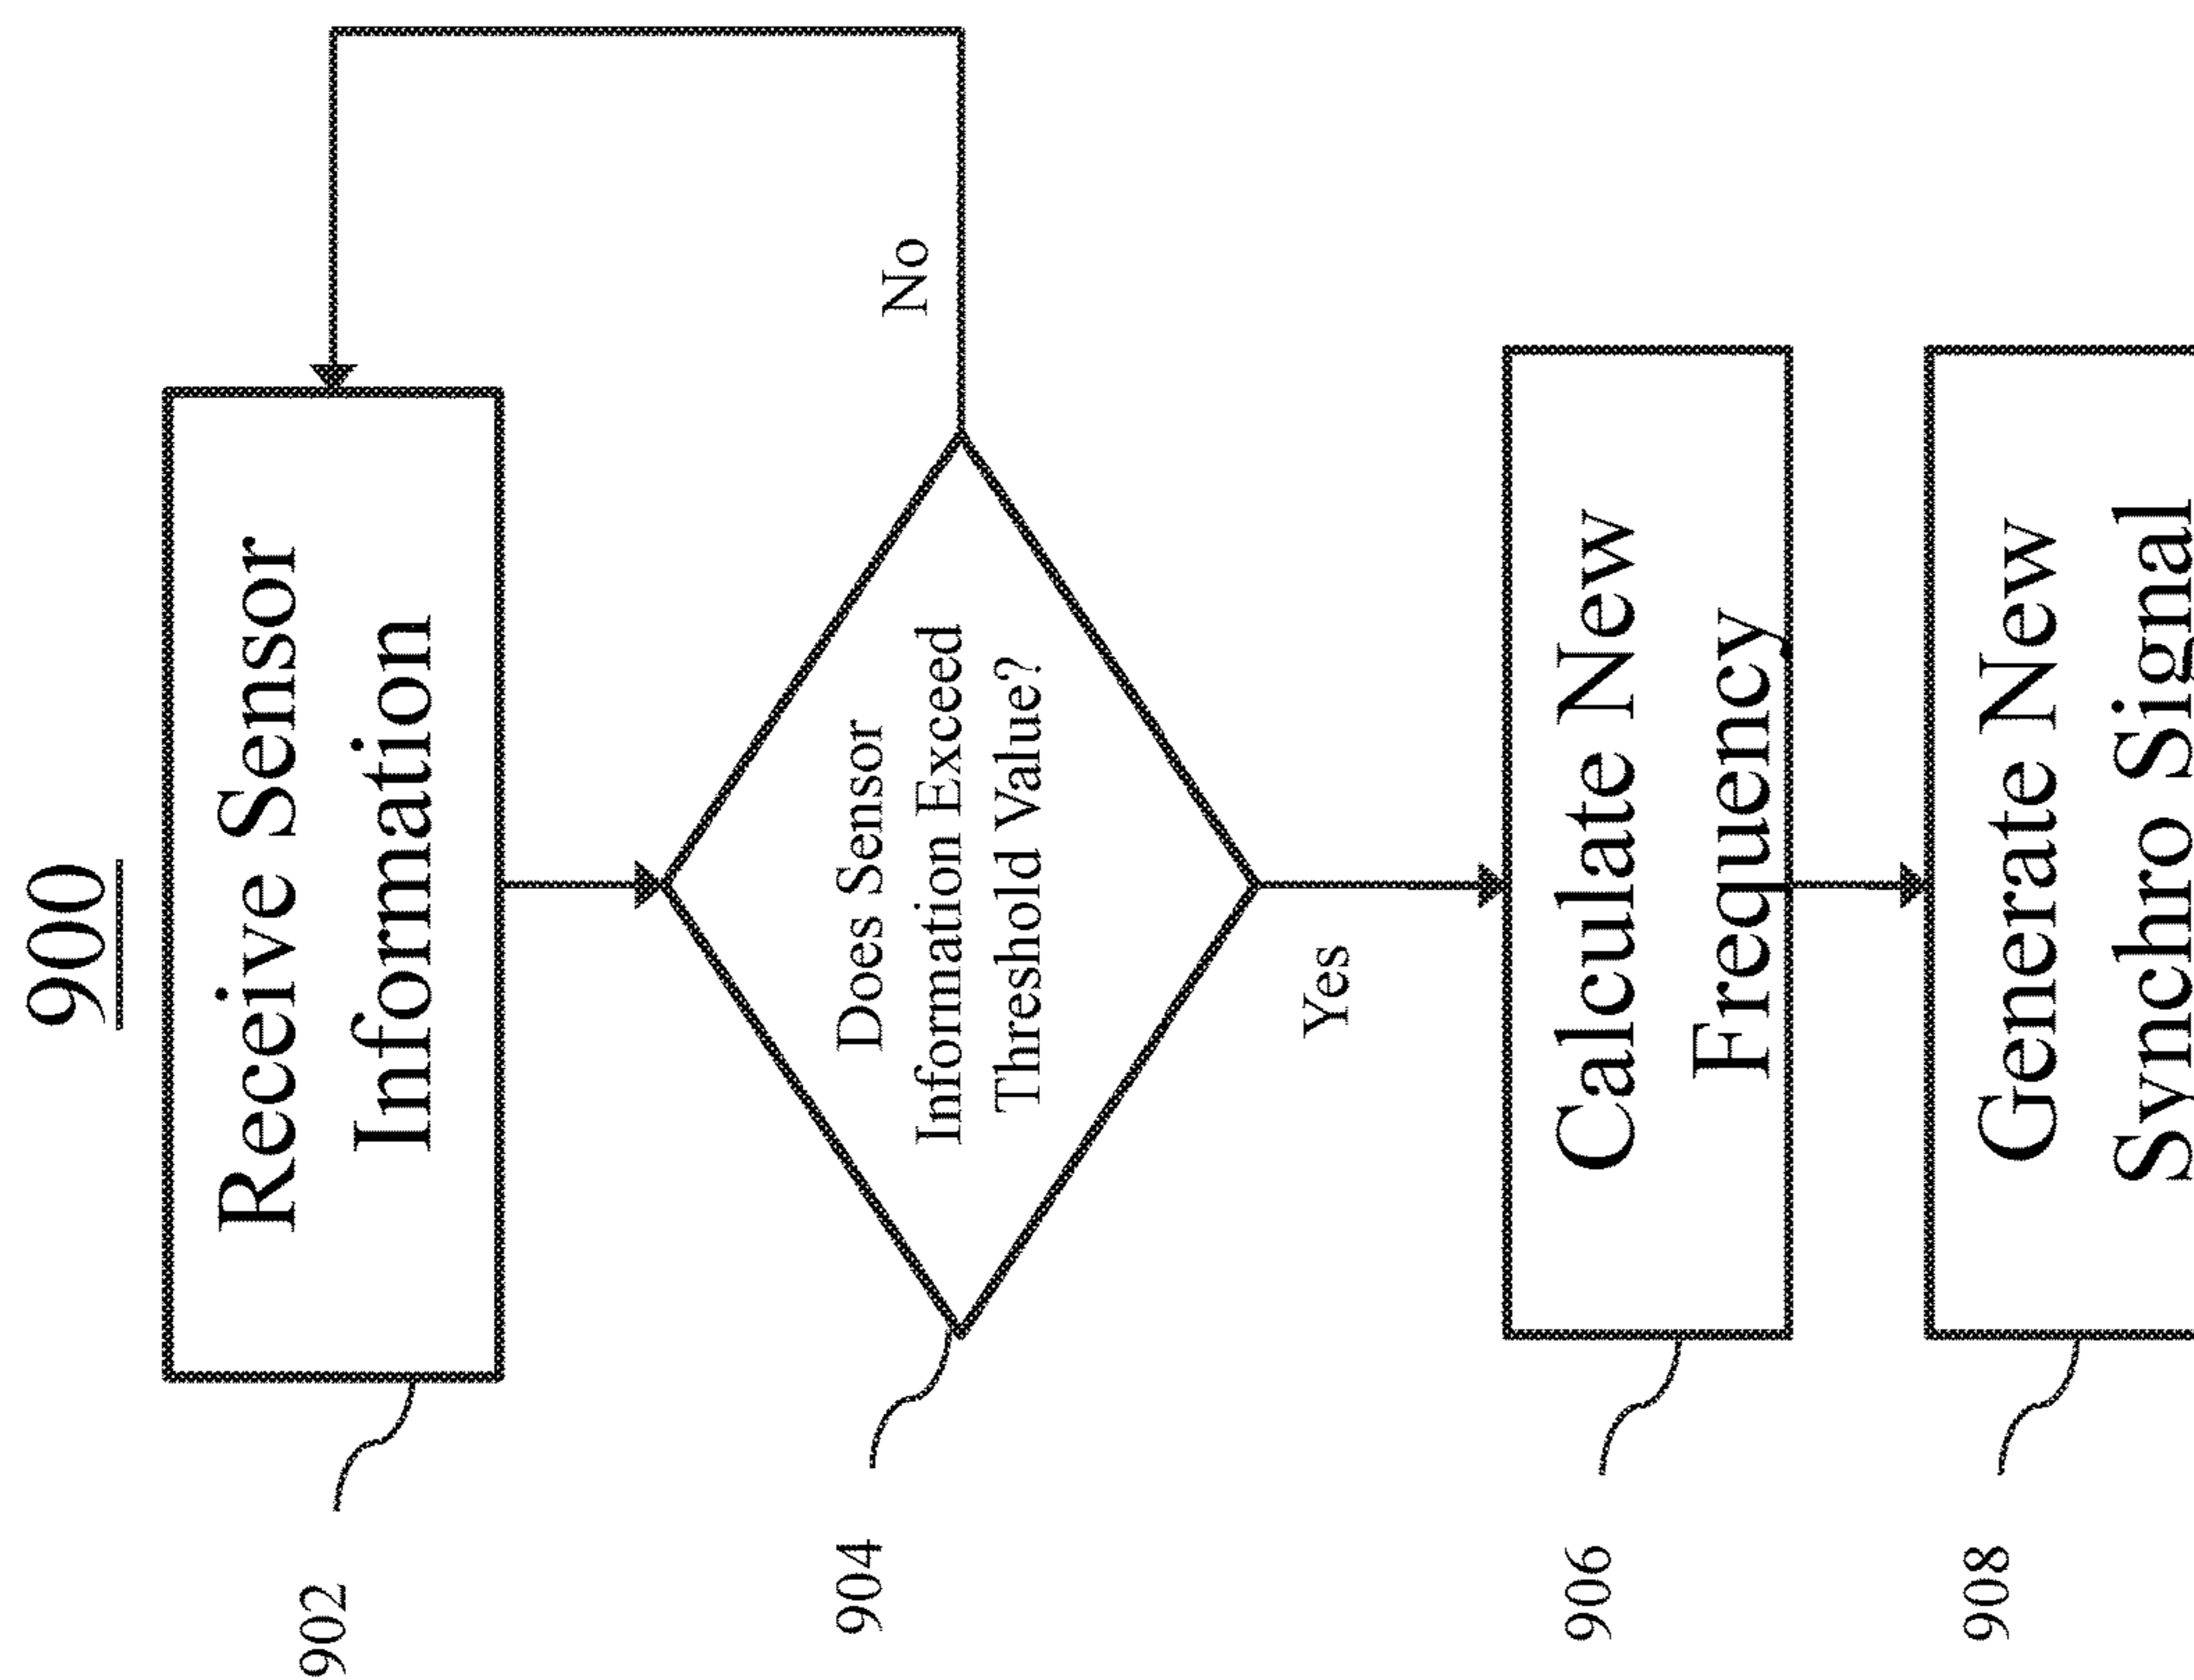 900
Receive Sensor
Information
902
Does Sensor
Information Exceed
Threshold Value?
904
No
Yes
Calculate New
Frequency
906
Generate New
Synchro Signal
908